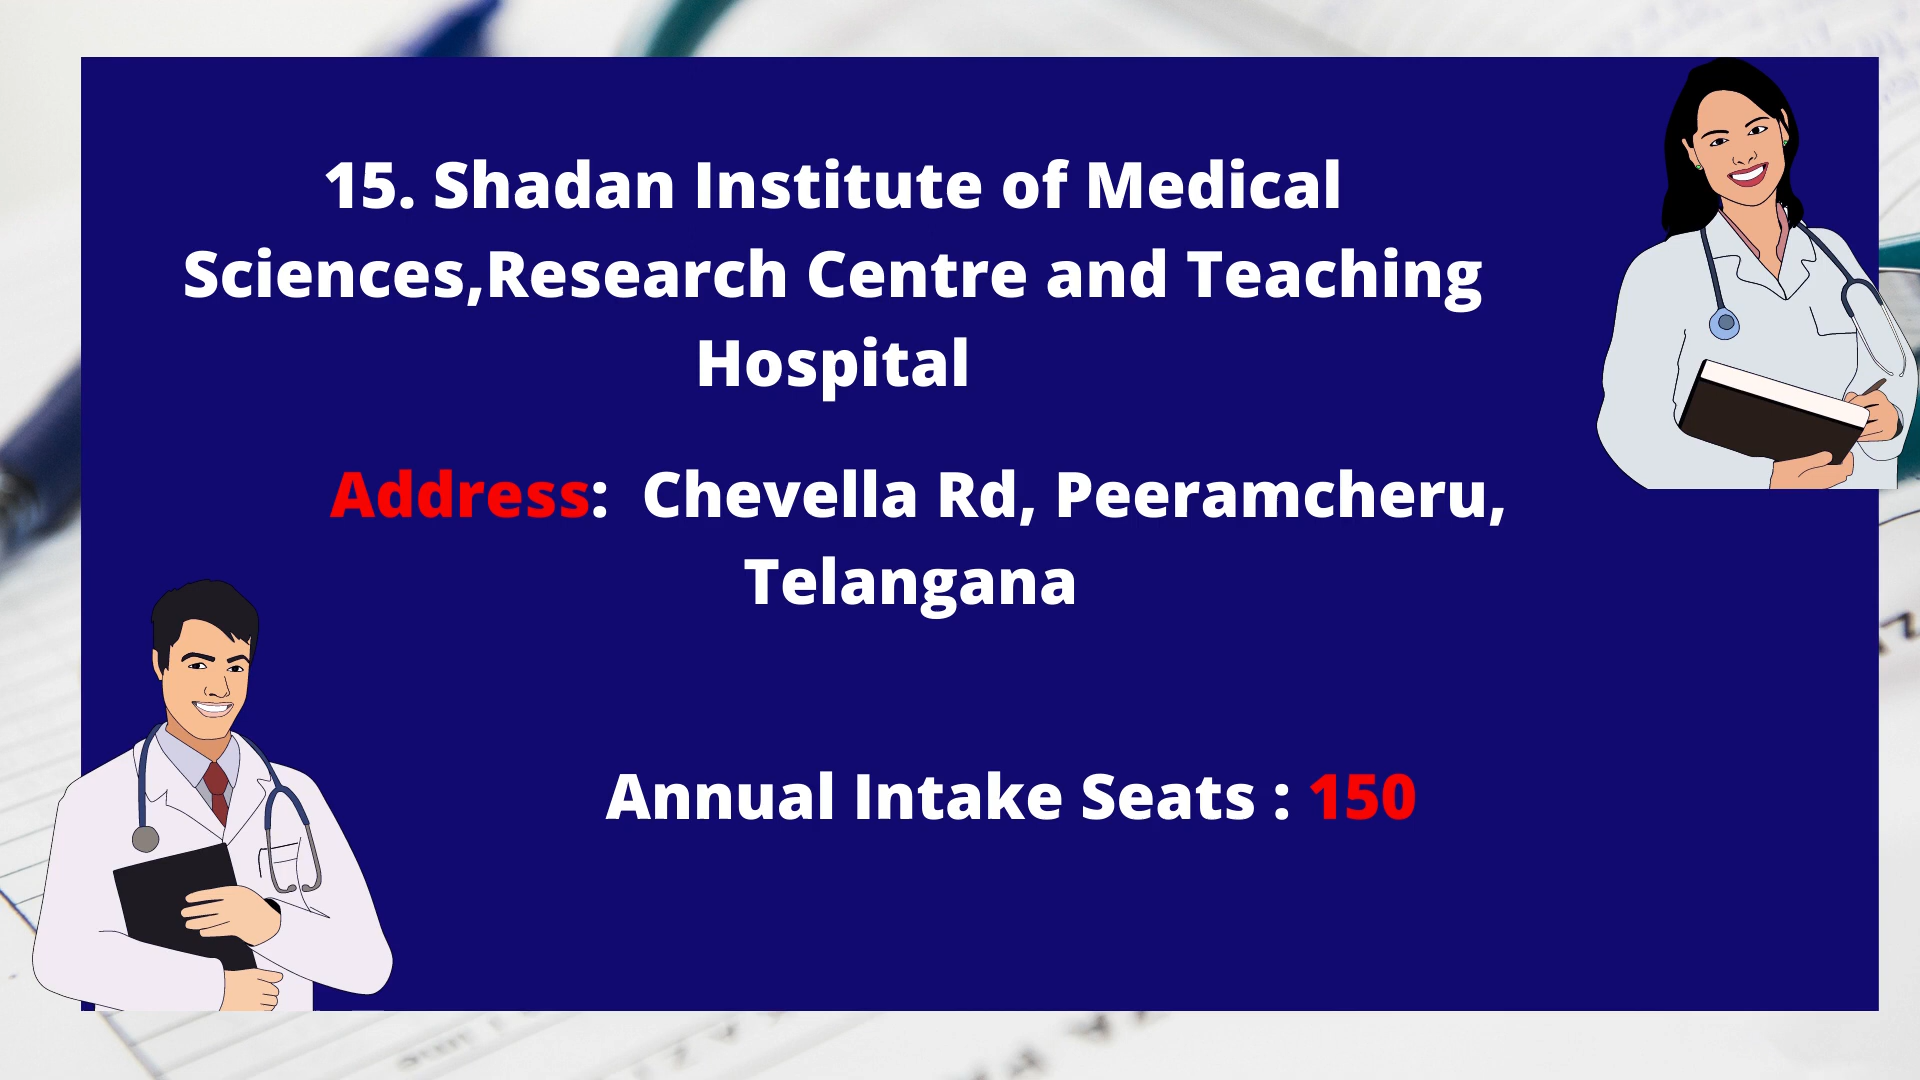 15. Shadan Institute of Medical
Sciences,Research Centre and Teaching
Hospital
Address:  Chevella Rd, Peeramcheru,
Telangana
Annual Intake Seats : 150